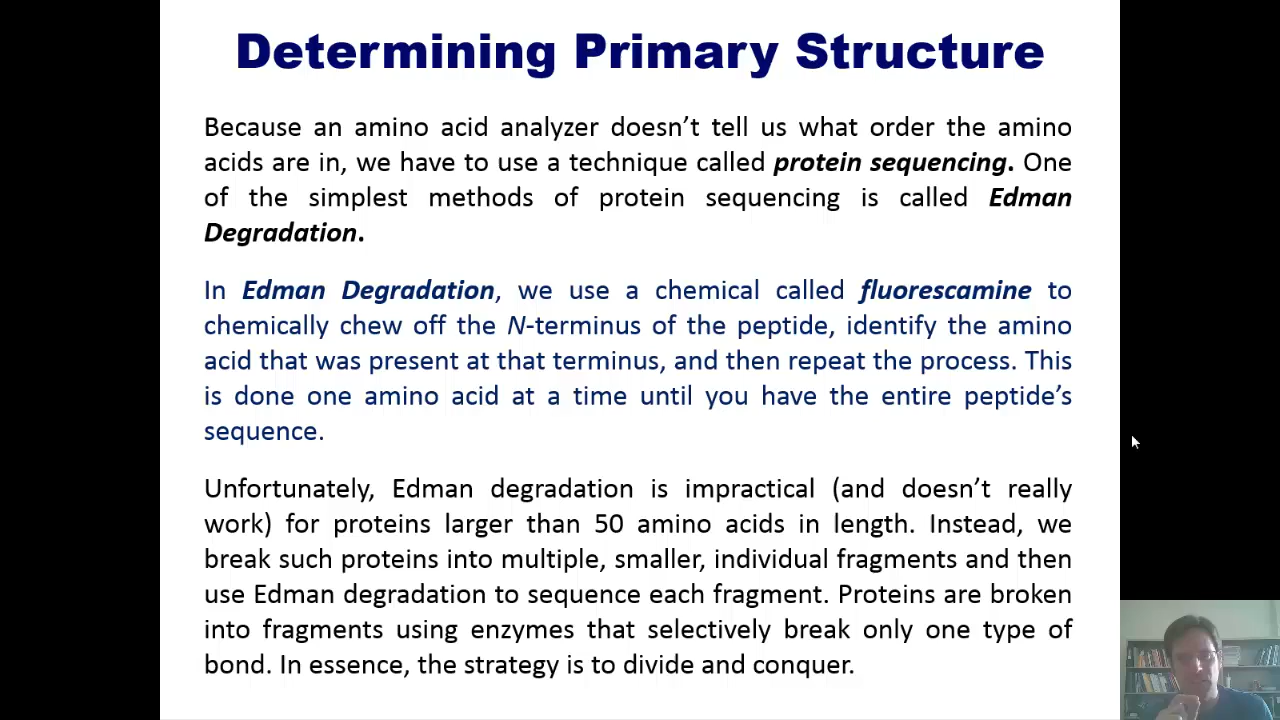 Determining Primary Structure
Because an amino acid analyzer doesn’t tell us what order the amino
acids are in, we have to use a technique called protein sequencing. One
of the simplest methods of protein sequencing is called Edman
Degradation.
In Edman Degradation, we use a chemical called fluorescamine to
chemically chew off the N-terminus of the peptide, identify the amino
acid that was present at that terminus, and then repeat the process. This
is done one amino acid at a time until you have the entire peptide’s
sequence.
Unfortunately, Edman degradation is impractical (and doesn’t really
work) for proteins larger than 50 amino acids in length. Instead, we
break such proteins into multiple, smaller, individual fragments and then
use Edman degradation to sequence each fragment. Proteins are broken
into fragments using enzymes that selectively break only one type of
bond. In essence, the strategy is to divide and conquer.